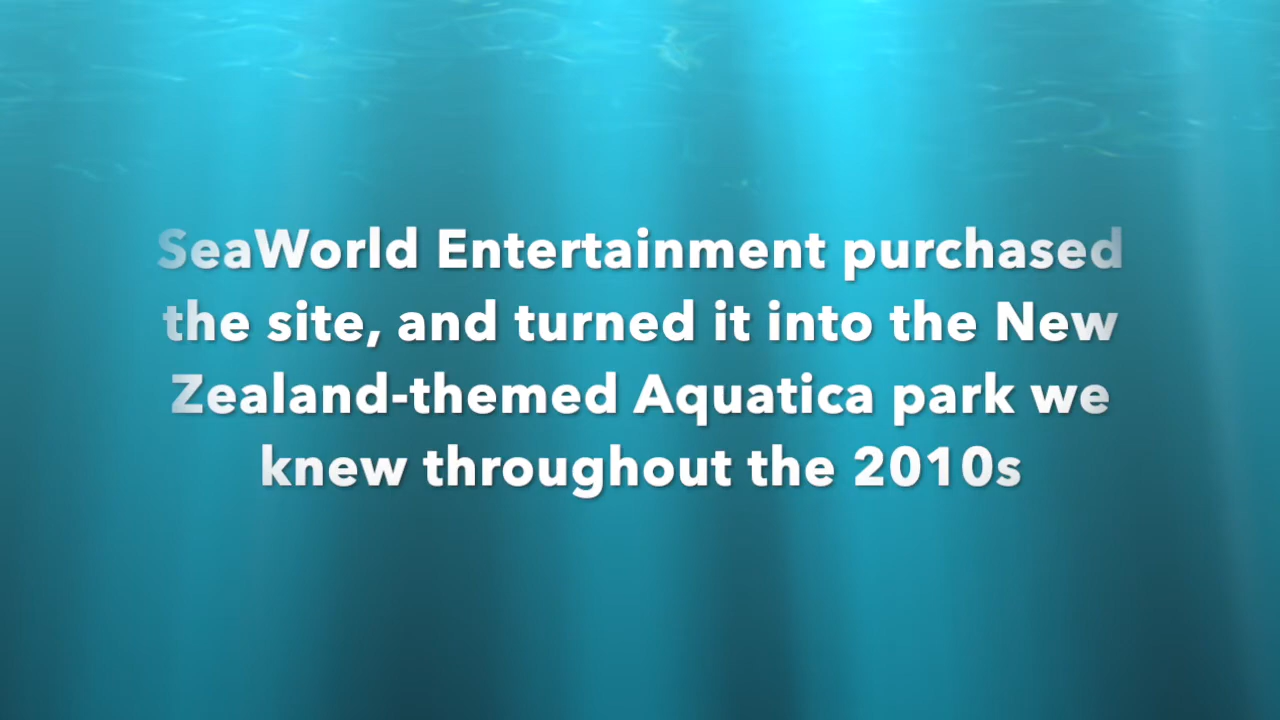 SeaWorld Entertainment purchased
the site, and turned it into the New
Zealand-themed Aquatica park we
knew throughout the 2010s